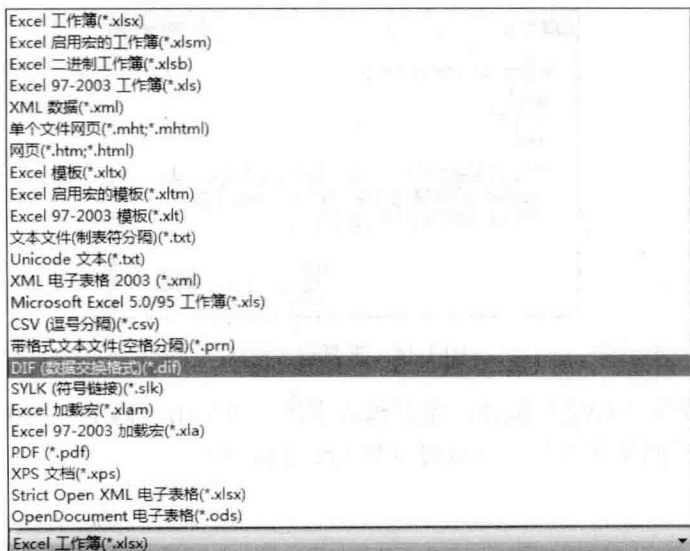 Excel 工作簿(*.xlsx)
Excel 启用宏的工作簿(*.xlsm)
Excel 二进制工作簿(*.xlsb)
Excel 97-2003 工作簿(*.xls)
XML 数据(*.xml)
单个文件网页(*.mht;*.mhtml)
网页(*.htm;*.html)
Excel 模板(*.xltx)
Excel 启用宏的模板(*.xltm)
Excel 97-2003 模板(*.xlt)
文本文件(制表符分隔)(*.txt)
Unicode 文本(*.txt)
XML 电子表格 2003 (*.xml)
Microsoft Excel 5.0/95 工作簿(*.xls)
CSV (逗号分隔)(*.csv)
带格式文本文件(空格分隔)(*.prn)
DIF (数据交换格式)(*.dif)
SYLK (符号链接)(*.slk)
Excel 加载宏(*.xlam)
Excel 97-2003 加载宏(*.xla)
PDF (*.pdf)
XPS 文档(*.xps)
Strict Open XML 电子表格(*.xlsx)
OpenDocument 电子表格(*.ods)
Excel 工作簿(*.xlsx)